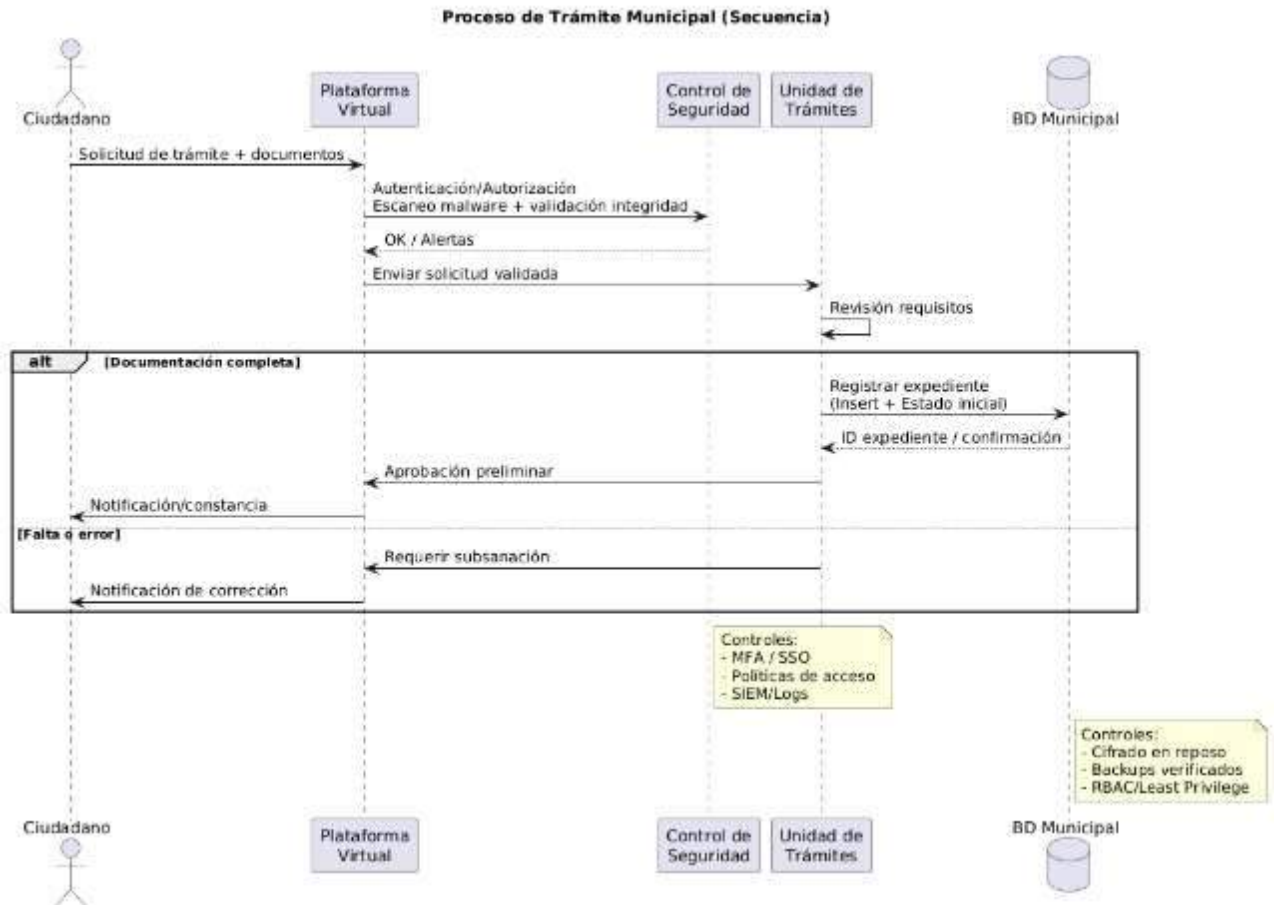 Proceso de Trámite Municipal (Secuencia)
Ciudadano
Plataforma
Virtual
Control de
Seguridad
Unidad de
Trámites
BD Municipal
Solicitud de trámite + documentos
Autenticación/Autorización
Escaneo malware + validación integridad
OK / Alertas
Enviar solicitud validada
Revisión requisitos
alt
[Documentación completa]
Registrar expediente
(Insert + Estado inicial)
ID expediente / confirmación
Aprobación preliminar
Notificación/constancia
[Falta o error]
Requerir subsanación
Notificación de corrección
Controles:
- MFA / SSO
- Políticas de acceso
- SIEM/Logs
Controles:
- Cifrado en reposo
- Backups verificados
- RBAC/Least Privilege
Ciudadano
Plataforma
Virtual
Control de
Seguridad
Unidad de
Trámites
BD Municipal